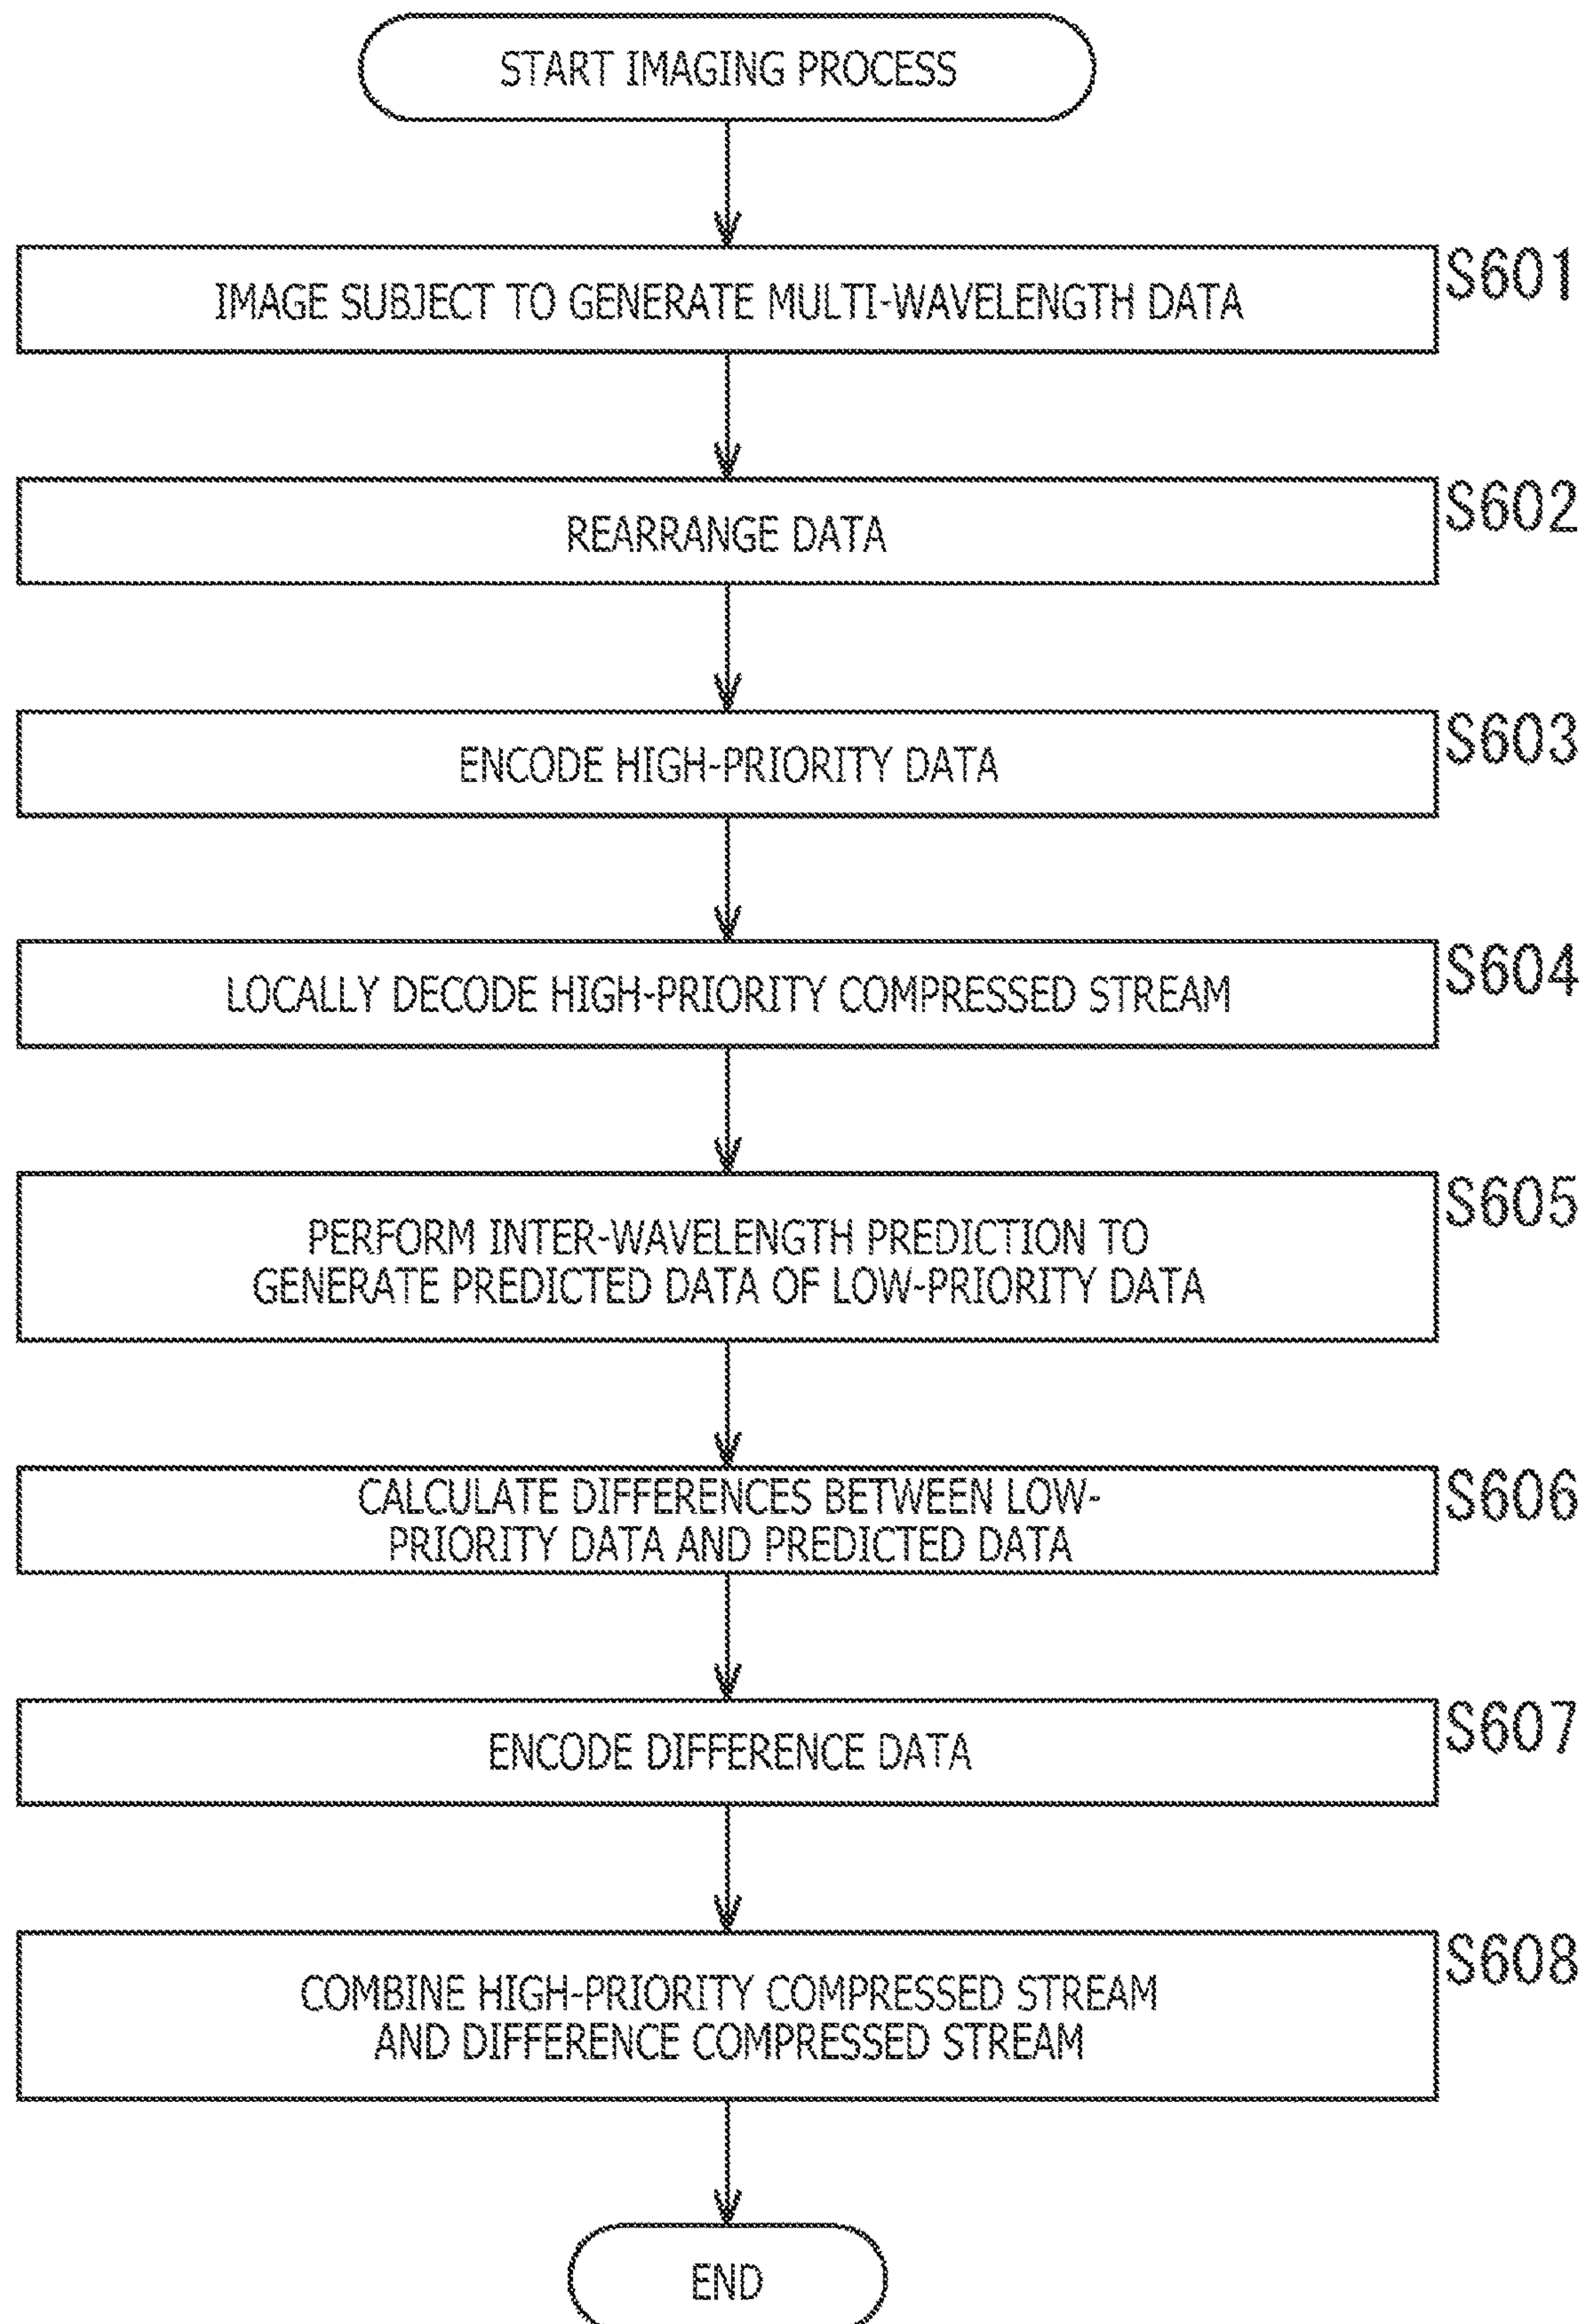 START IMAGING PROCESS
S601
IMAGE SUBJECT TO GENERATE MULTI-WAVELENGTH DATA
S602
REARRANGE DATA
S603
ENCODE HIGH-PRIORITY DATA
S604
LOCALLY DECODE HIGH-PRIORITY COMPRESSED STREAM
S605
PERFORM INTER-WAVELENGTH PREDICTION TO
GENERATE PREDICTED DATA OF LOW-PRIORITY DATA
S606
CALCULATE DIFFERENCES BETWEEN LOW-
PRIORITY DATA AND PREDICTED DATA
S607
ENCODE DIFFERENCE DATA
S608
COMBINE HIGH-PRIORITY COMPRESSED STREAM
AND DIFFERENCE COMPRESSED STREAM
END